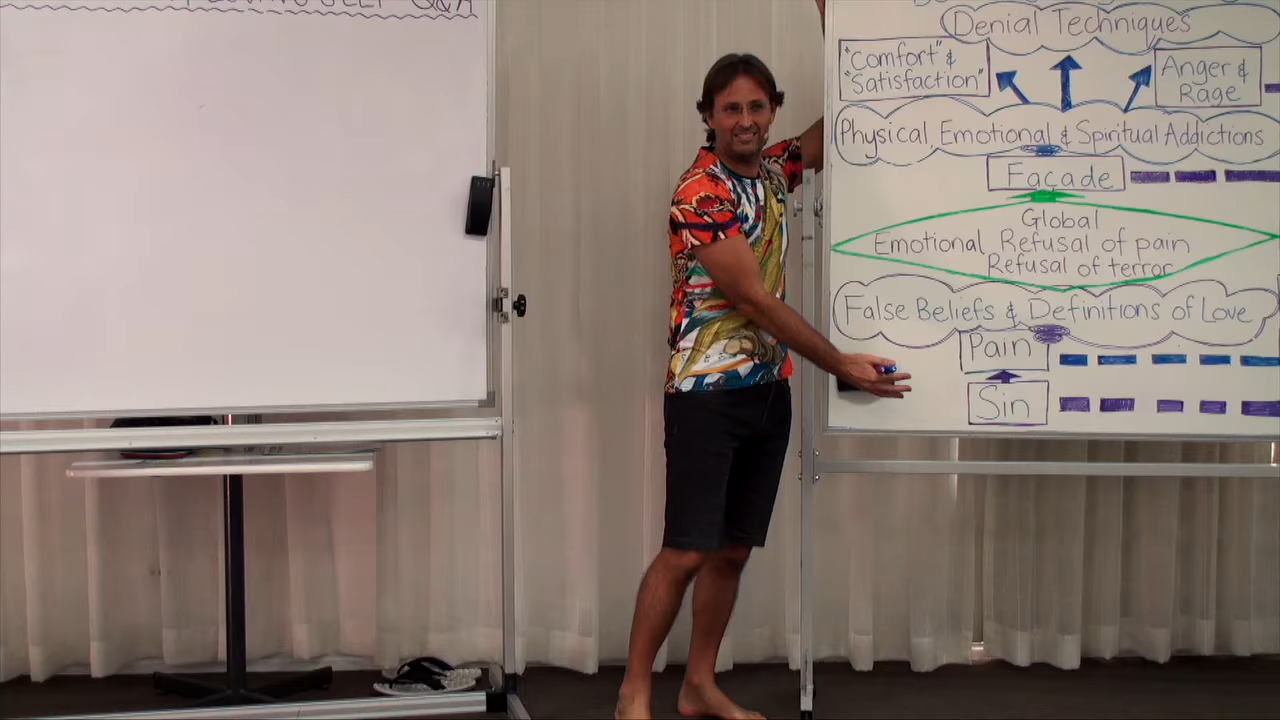 Q&A
Denial Techniques
"Comfort" &
"Satisfaction"
Anger &
Rage
Physical, Emotional & Spiritual Addictions
Façade
Global
Emotional Refusal of pain
Refusal of terror
False Beliefs & Definitions of Love
Pain
Sin